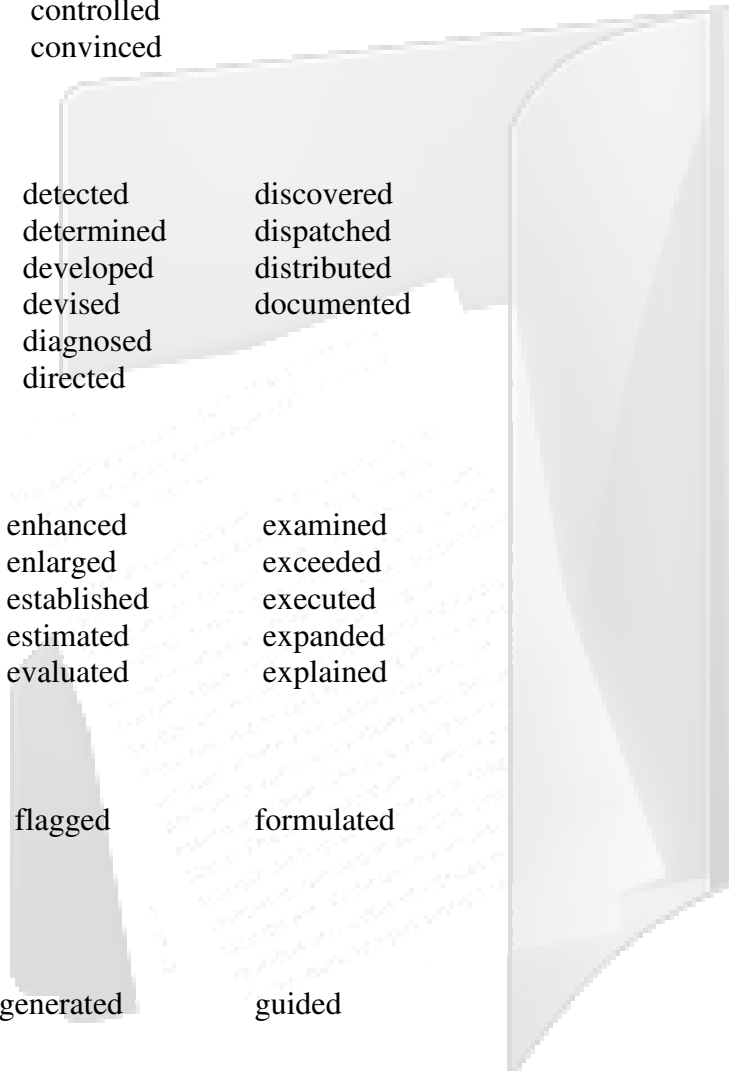 controlled
convinced
detected discovered
determined dispatched
developed distributed
devised documented
diagnosed
directed
enhanced examined
enlarged exceeded
established executed
estimated expanded
evaluated explained
flagged formulated
generated guided